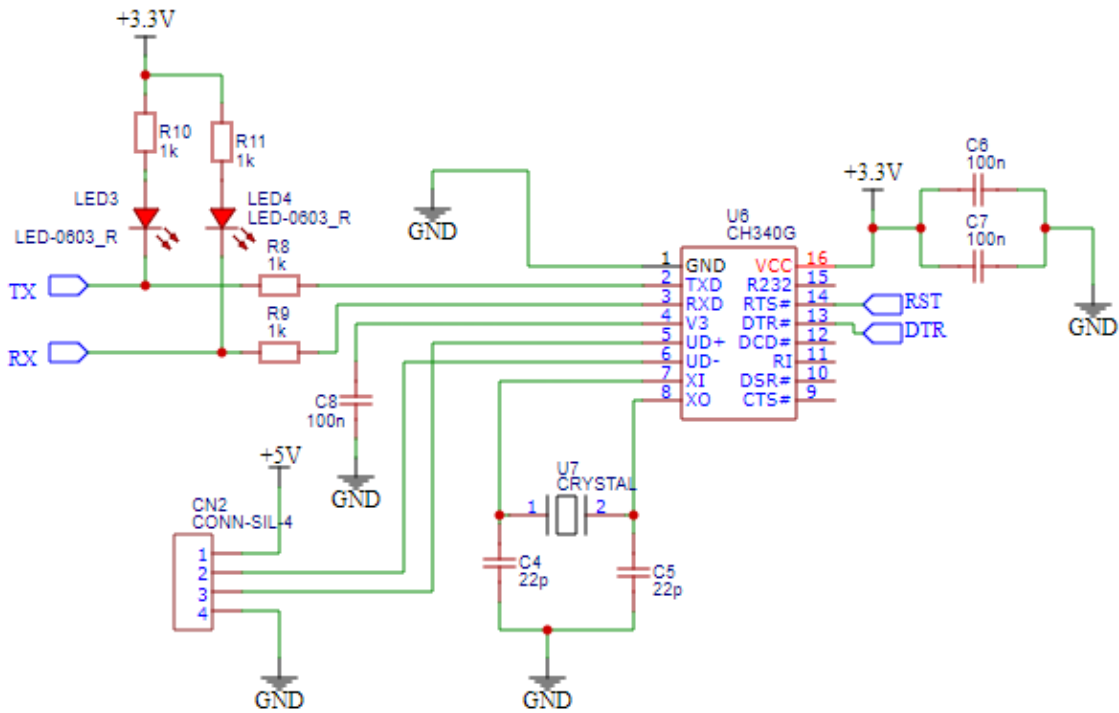 +3.3V
R10
1k
R11
1k
LED3
LED-0603_R
LED4
LED-0603_R
TX
R8
1k
RX
R9
1k
GND
U6
CH340G
1 GND
2 TXD
3 RXD
4 V3
5 UD+
6 UD-
7 XI
8 XO
VCC 16
R232 15
RTS# 14
DTR# 13
DCD# 12
RI 11
DSR# 10
CTS# 9
+3.3V
C6
100n
C7
100n
GND
RST
DTR
C8
100n
GND
+5V
CN2
CONN-SIL-4
1
2
3
4
GND
U7
CRYSTAL
1 2
C4
22p
C5
22p
GND